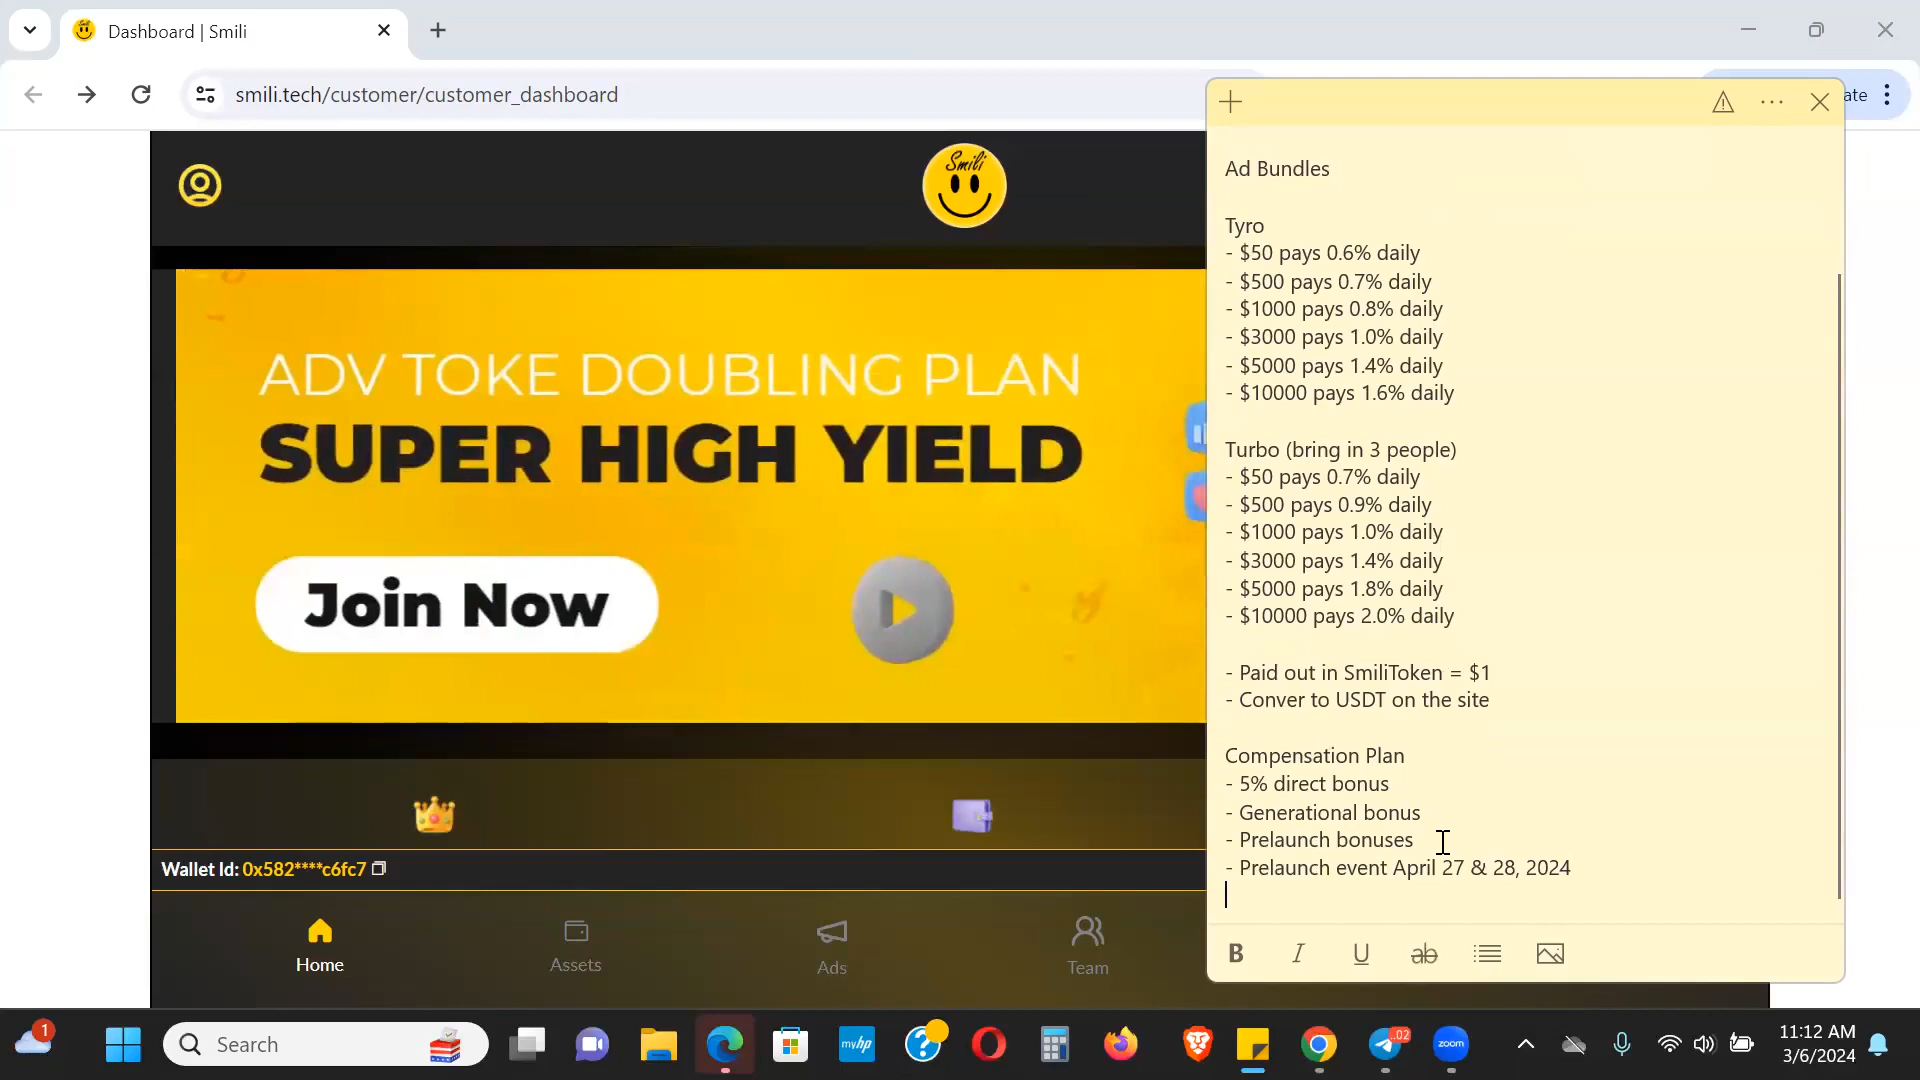 Dashboard | Smili
smili.tech/customer/customer_dashboard
ate
Smili
ADV TOKE DOUBLING PLAN
SUPER HIGH YIELD
Join Now
Wallet Id: 0x582****c6fc7
Home
Assets
Ads
Team
Ad Bundles
Tyro
- $50 pays 0.6% daily
- $500 pays 0.7% daily
- $1000 pays 0.8% daily
- $3000 pays 1.0% daily
- $5000 pays 1.4% daily
- $10000 pays 1.6% daily
Turbo (bring in 3 people)
- $50 pays 0.7% daily
- $500 pays 0.9% daily
- $1000 pays 1.0% daily
- $3000 pays 1.4% daily
- $5000 pays 1.8% daily
- $10000 pays 2.0% daily
- Paid out in SmiliToken = $1
- Conver to USDT on the site
Compensation Plan
- 5% direct bonus
- Generational bonus
- Prelaunch bonuses
- Prelaunch event April 27 & 28, 2024
B I U ab
1
Search
myhp
.02
zoom
11:12 AM
3/6/2024